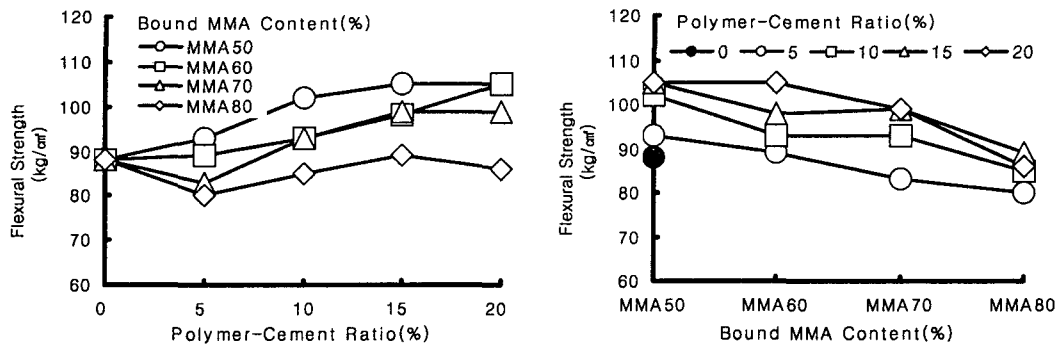 Bound MMA Content(%)
MMA50
MMA60
MMA70
MMA80
120
110
100
90
80
70
60
Flexural Strength
(kg/㎠)
0 5 10 15 20
Polymer-Cement Ratio(%)
Polymer-Cement Ratio(%)
0 5 10 15 20
120
110
100
90
80
70
60
Flexural Strength
(kg/㎠)
MMA50 MMA60 MMA70 MMA80
Bound MMA Content(%)